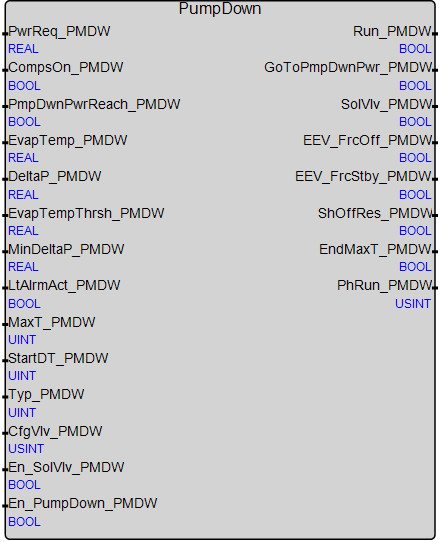 PumpDown
PwrReq_PMDW Run_PMDW
REAL BOOL
CompsOn_PMDW GoToPmpDwnPwr_PMDW
BOOL BOOL
PmpDwnPwrReach_PMDW SolVlv_PMDW
BOOL BOOL
EvapTemp_PMDW EEV_FrcOff_PMDW
REAL BOOL
DeltaP_PMDW EEV_FrcStby_PMDW
REAL BOOL
EvapTempThrsh_PMDW ShOffRes_PMDW
REAL BOOL
MinDeltaP_PMDW EndMaxT_PMDW
REAL BOOL
LtAlrmAct_PMDW PhRun_PMDW
BOOL USINT
MaxT_PMDW
UINT
StartDT_PMDW
UINT
Typ_PMDW
UINT
CfgVlv_PMDW
USINT
En_SolVlv_PMDW
BOOL
En_PumpDown_PMDW
BOOL